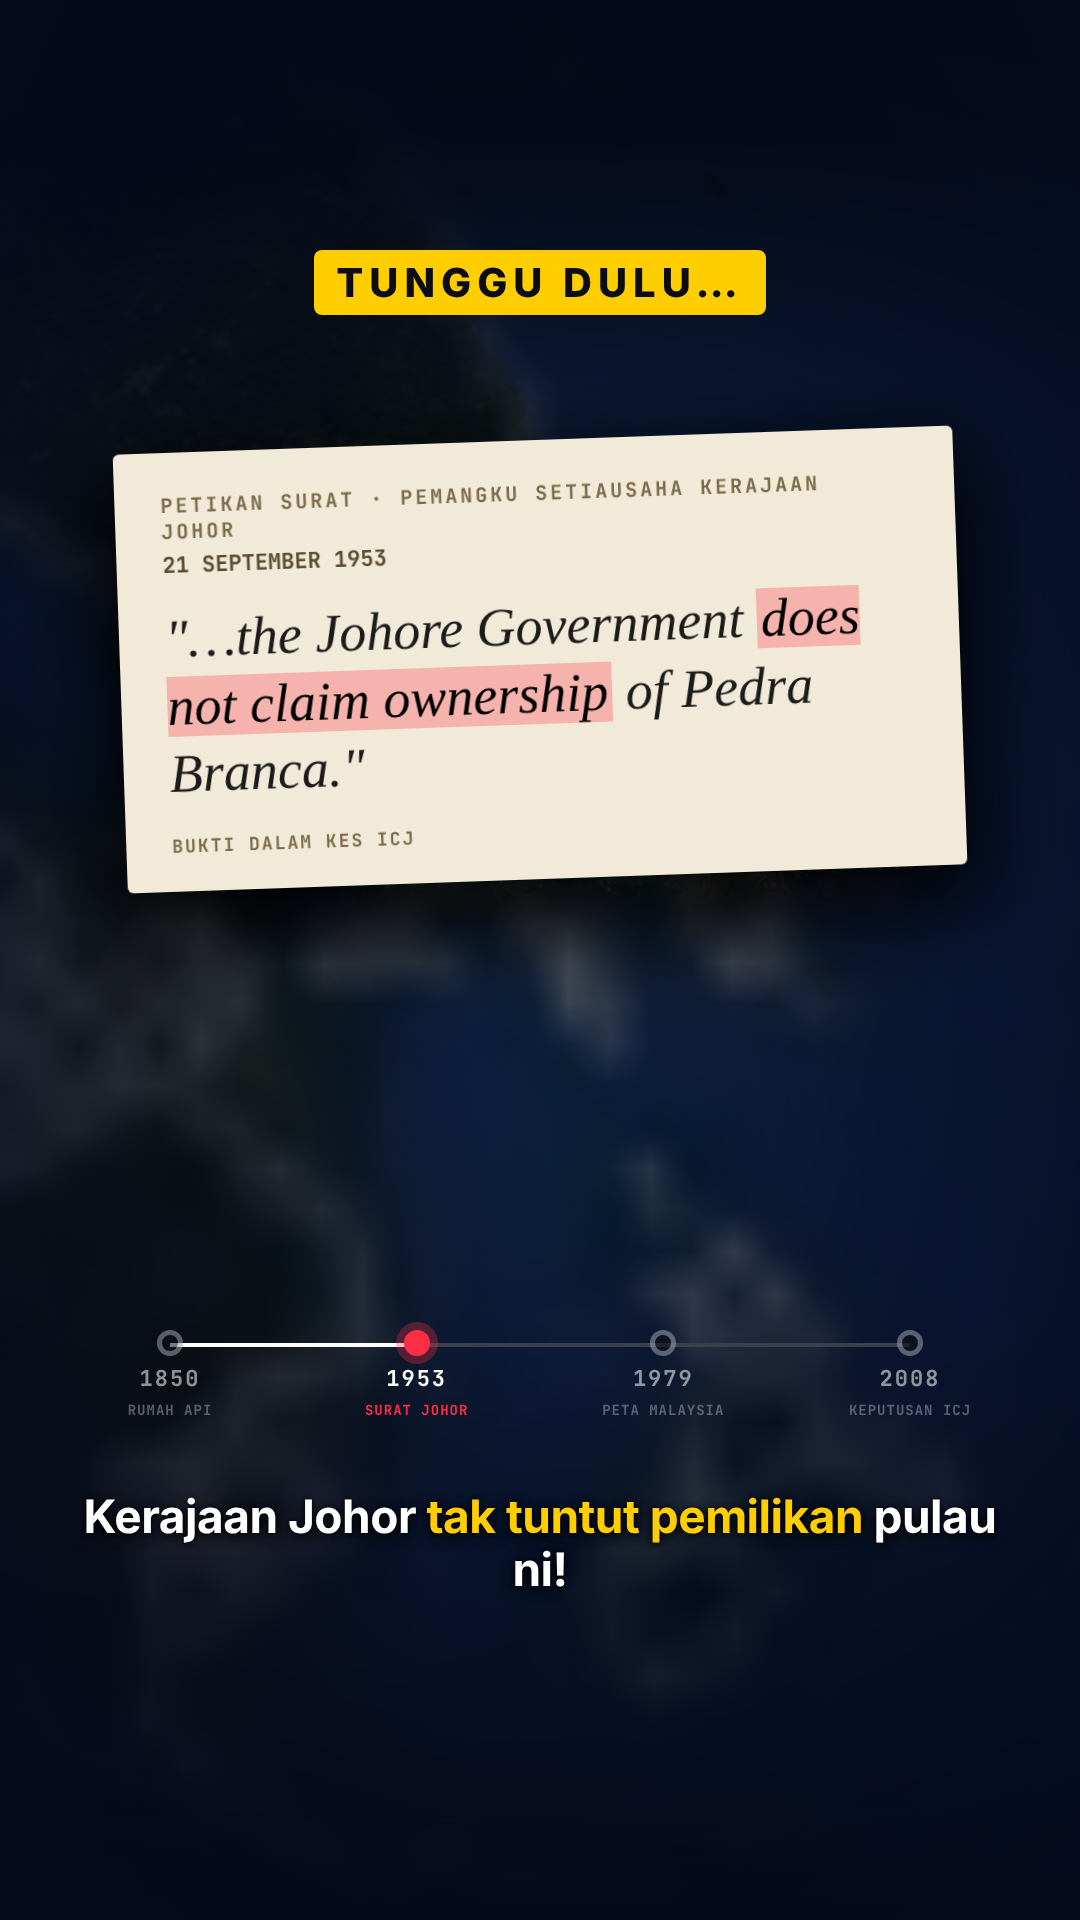 TUNGGU DULU...
PETIKAN SURAT · PEMANGKU SETIAUSAHA KERAJAAN
JOHOR
21 SEPTEMBER 1953
"...the Johore Government does
not claim ownership of Pedra
Branca."
BUKTI DALAM KES ICJ
1850 1953 1979 2008
RUMAH API SURAT JOHOR PETA MALAYSIA KEPUTUSAN ICJ
Kerajaan Johor tak tuntut pemilikan pulau
ni!